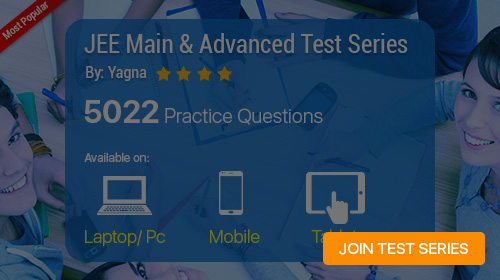 Most Popular
JEE Main & Advanced Test Series
By: Yagna
5022 Practice Questions
Available on:
Laptop/ Pc Mobile
JOIN TEST SERIES